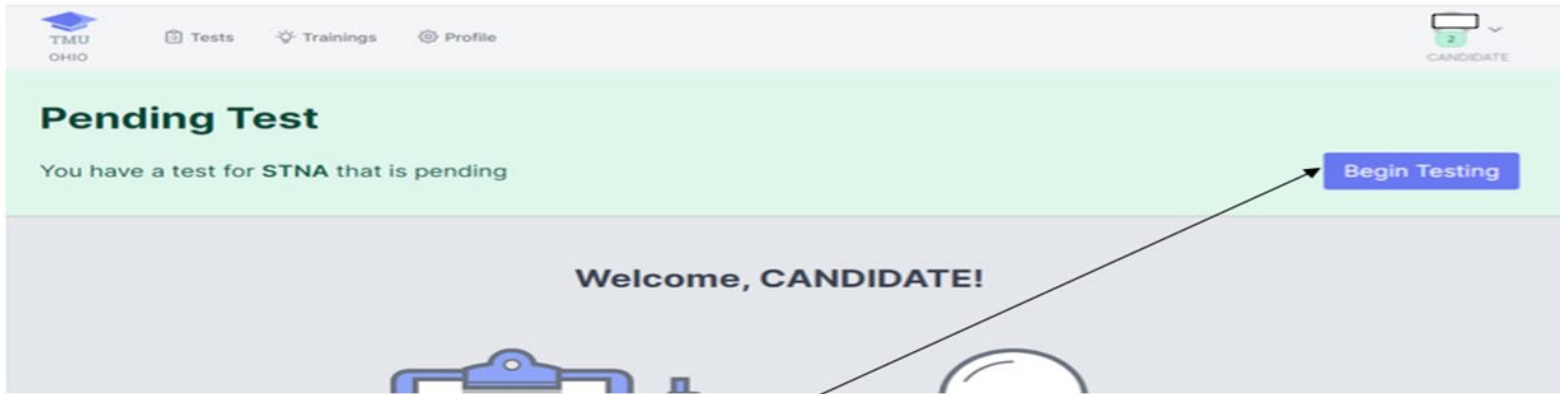 TMU
OHIO
Tests
Trainings
Profile
2
CANDIDATE
Pending Test
You have a test for STNA that is pending
Begin Testing
Welcome, CANDIDATE!